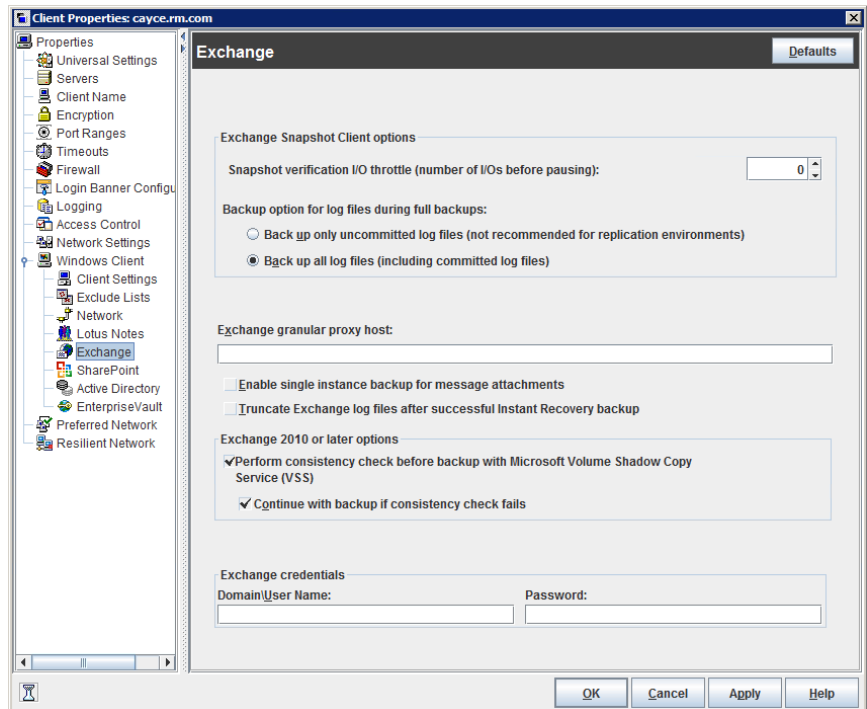 Client Properties: cayce.rm.com
Properties
Universal Settings
Servers
Client Name
Encryption
Port Ranges
Timeouts
Firewall
Login Banner Configu
Logging
Access Control
Network Settings
Windows Client
Client Settings
Exclude Lists
Network
Lotus Notes
Exchange
SharePoint
Active Directory
EnterpriseVault
Preferred Network
Resilient Network
Exchange
Defaults
Exchange Snapshot Client options
Snapshot verification I/O throttle (number of I/Os before pausing):
0
Backup option for log files during full backups:
Back up only uncommitted log files (not recommended for replication environments)
Back up all log files (including committed log files)
Exchange granular proxy host:
Enable single instance backup for message attachments
Truncate Exchange log files after successful Instant Recovery backup
Exchange 2010 or later options
Perform consistency check before backup with Microsoft Volume Shadow Copy
Service (VSS)
Continue with backup if consistency check fails
Exchange credentials
Domain\User Name:
Password:
OK
Cancel
Apply
Help